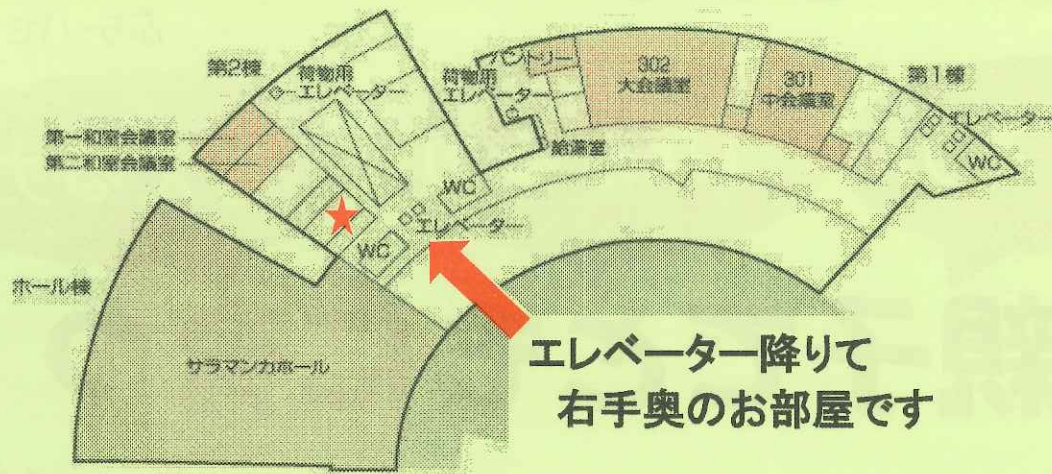 第2棟
荷物用
エレベーター
荷物用
エレベーター
パントリー
302
大会議室
301
中会議室
第1棟
エレベーター
WC
第一和室会議室
第二和室会議室
給湯室
WC
エレベーター
WC
ホール棟
サラマンカホール
エレベーター降りて
右手奥のお部屋です